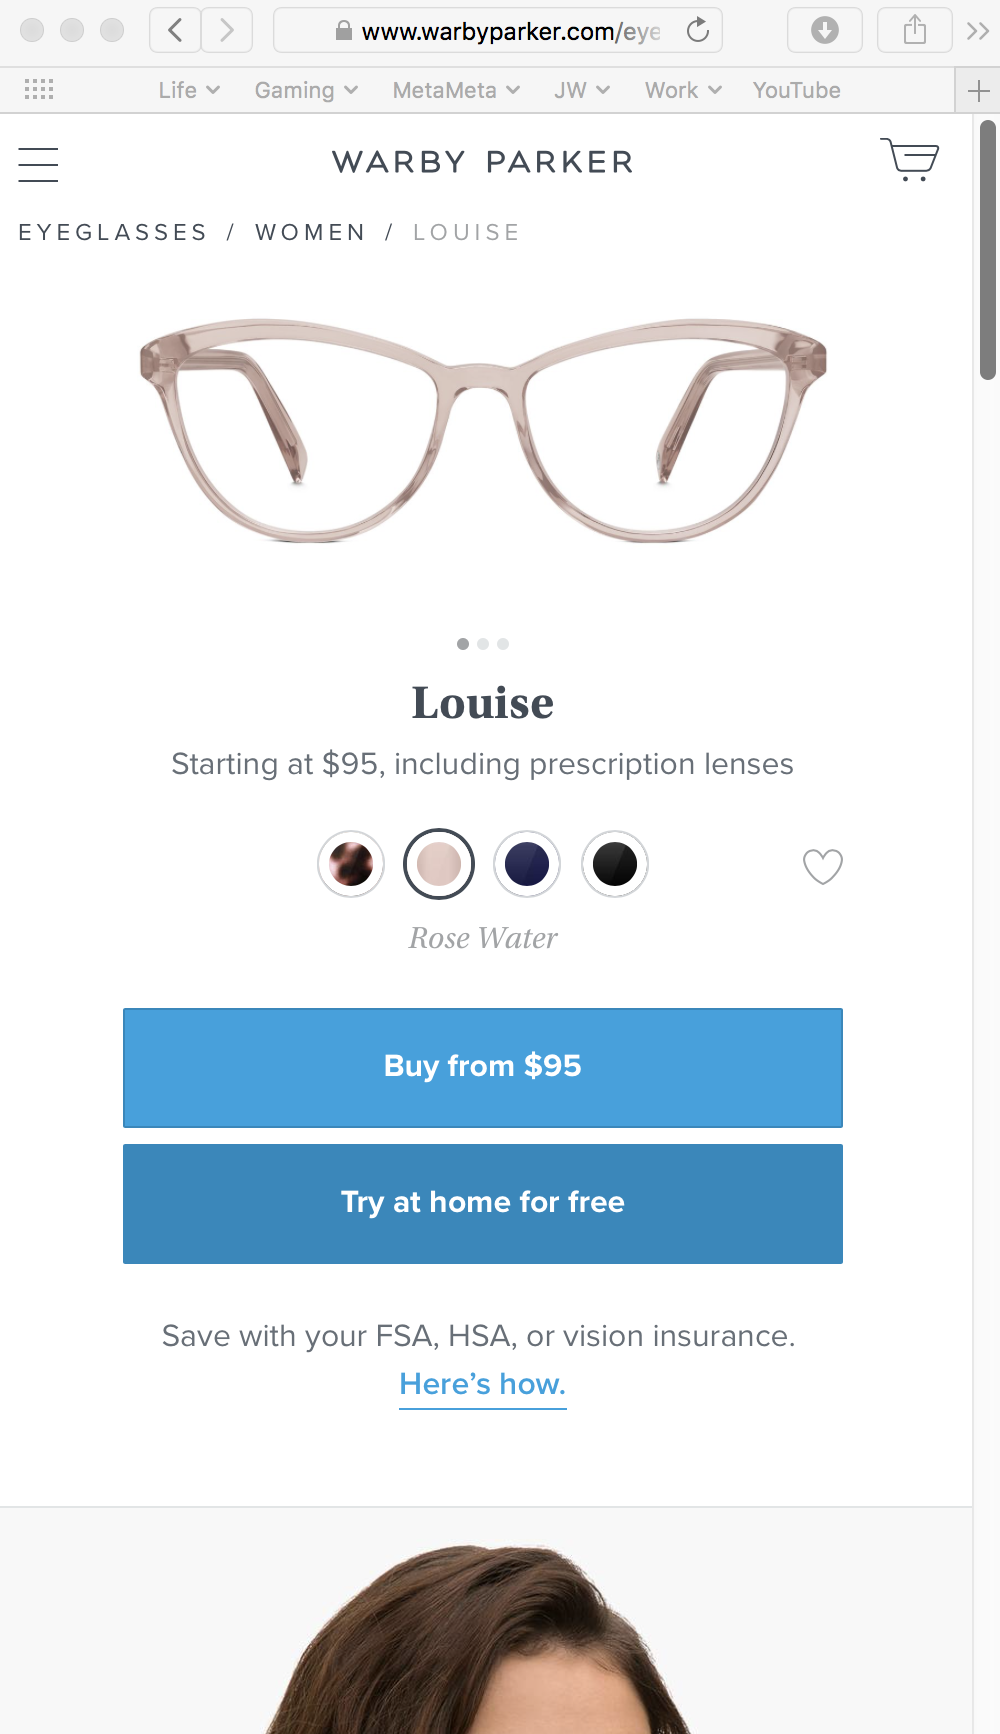 www.warbyparker.com/eye
Life Gaming MetaMeta JW Work YouTube
WARBY PARKER
EYEGLASSES / WOMEN / LOUISE
Louise
Starting at $95, including prescription lenses
Rose Water
Buy from $95
Try at home for free
Save with your FSA, HSA, or vision insurance.
Here’s how.